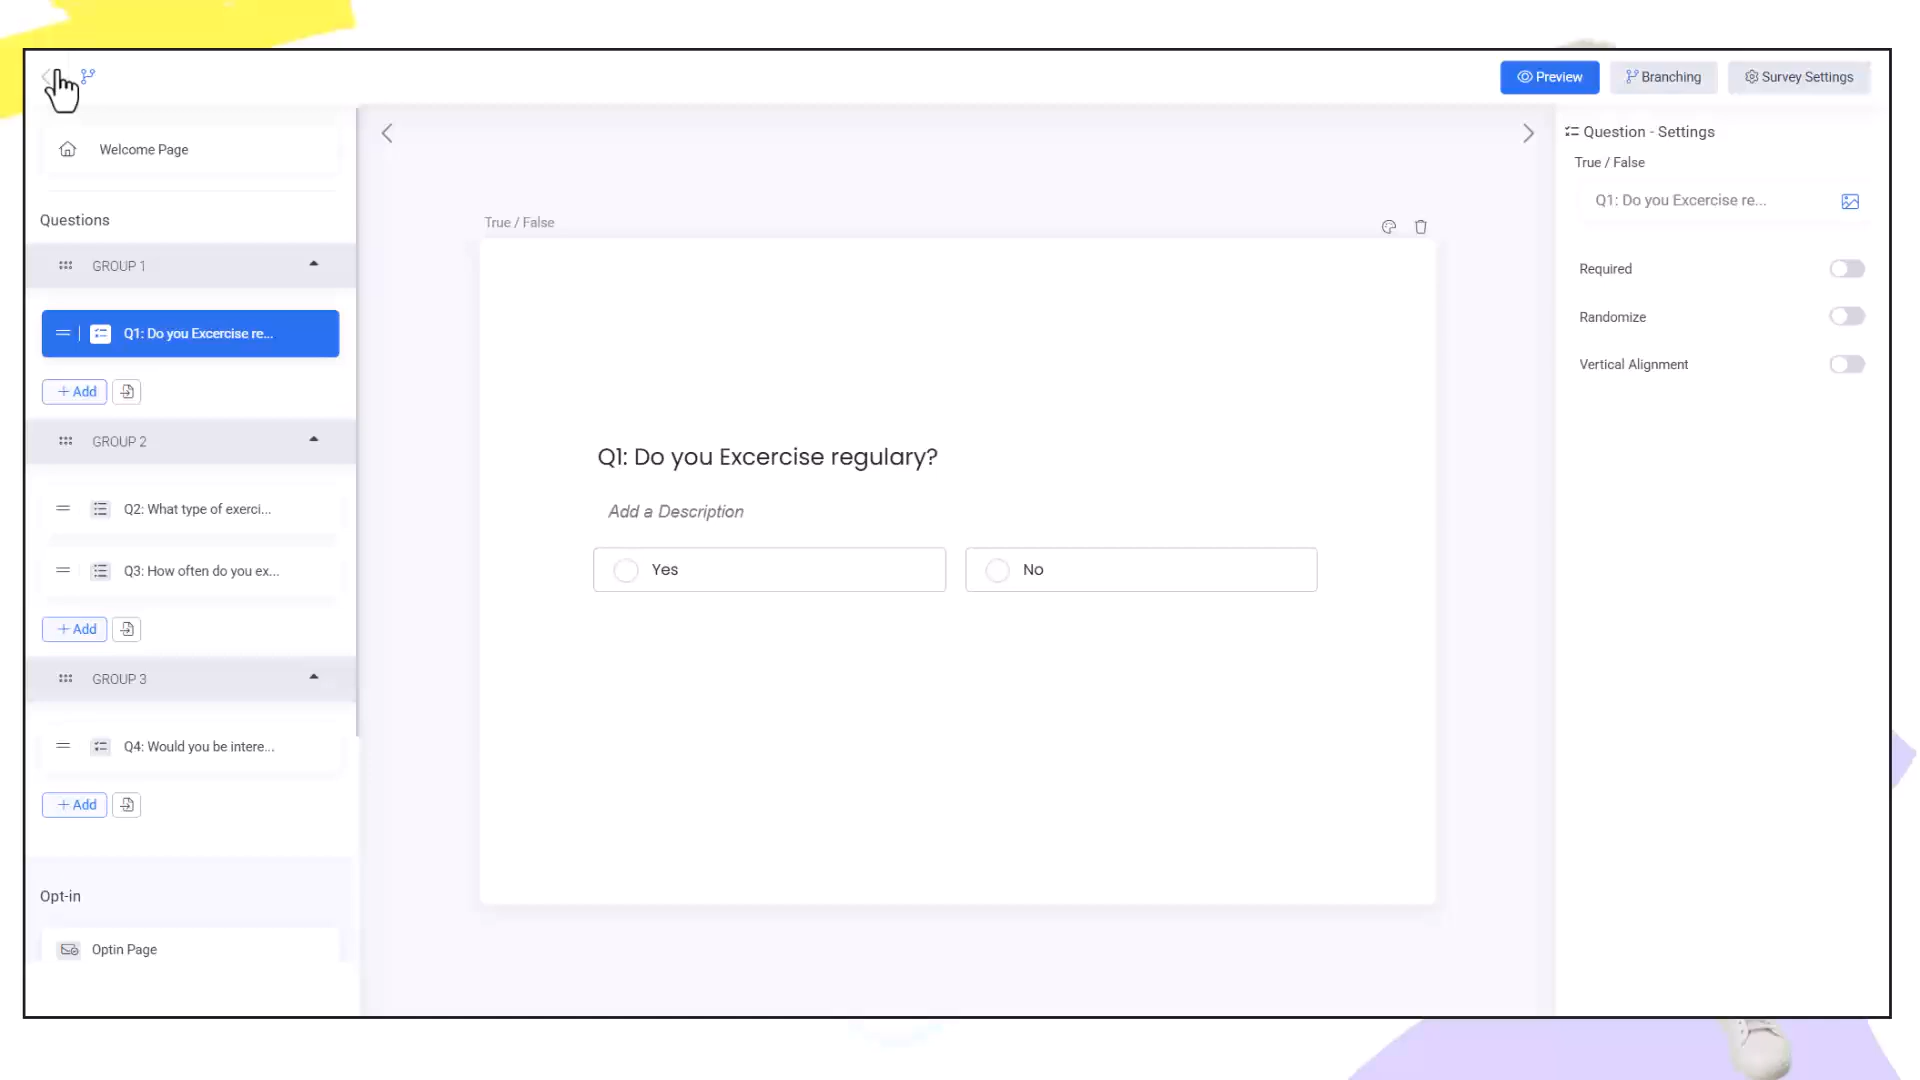 Preview
Branching
Survey Settings
Welcome Page
Questions
GROUP 1
Q1: Do you Excercise re...
+ Add
GROUP 2
Q2: What type of exerci...
Q3: How often do you ex...
+ Add
GROUP 3
Q4: Would you be intere...
+ Add
Opt-in
Optin Page
True / False
Q1: Do you Excercise regulary?
Add a Description
Yes
No
Question - Settings
True / False
Q1: Do you Excercise re...
Required
Randomize
Vertical Alignment